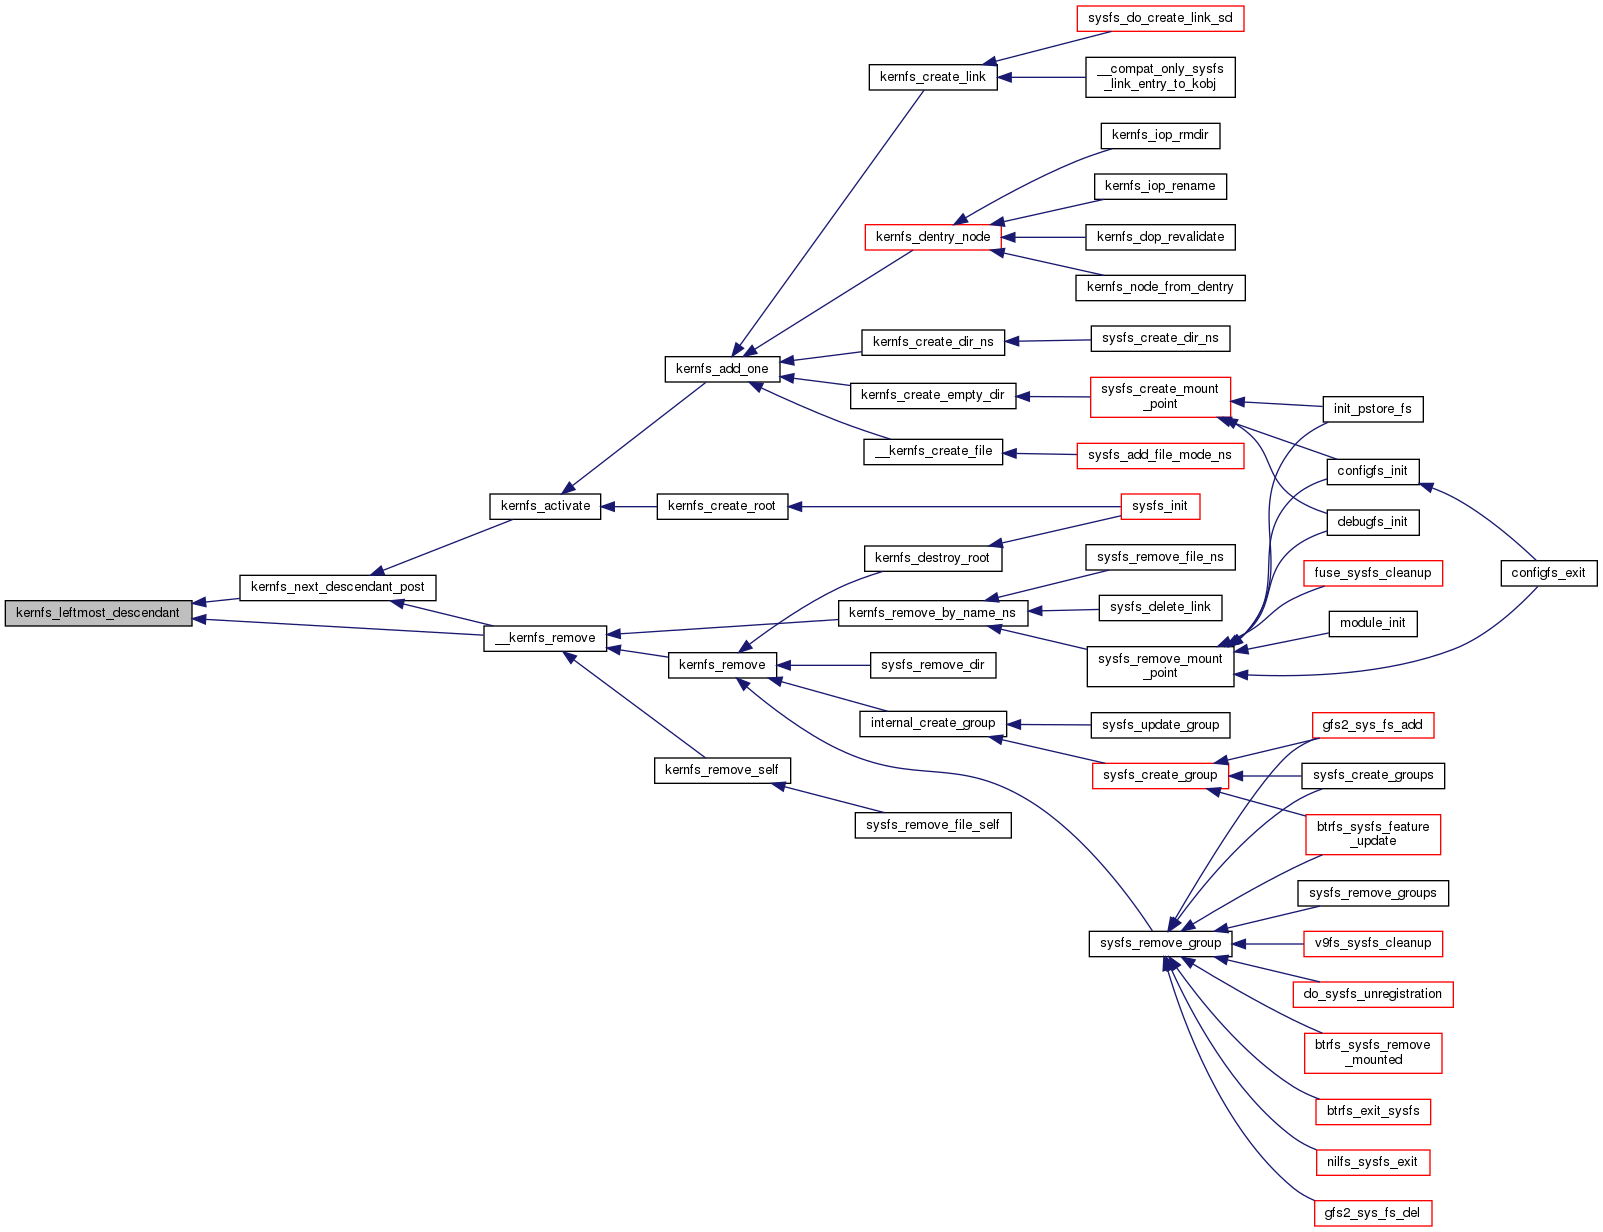 sysfs_do_create_link_sd
kernfs_create_link
__compat_only_sysfs
_link_entry_to_kobj
kernfs_iop_rmdir
kernfs_iop_rename
kernfs_dentry_node
kernfs_dop_revalidate
kernfs_node_from_dentry
kernfs_create_dir_ns
sysfs_create_dir_ns
kernfs_add_one
kernfs_create_empty_dir
sysfs_create_mount
_point
init_pstore_fs
__kernfs_create_file
sysfs_add_file_mode_ns
configfs_init
kernfs_activate
kernfs_create_root
sysfs_init
debugfs_init
kernfs_destroy_root
sysfs_remove_file_ns
fuse_sysfs_cleanup
configfs_exit
kernfs_next_descendant_post
kernfs_leftmost_descendant
kernfs_remove_by_name_ns
sysfs_delete_link
module_init
__kernfs_remove
kernfs_remove
sysfs_remove_dir
sysfs_remove_mount
_point
internal_create_group
sysfs_update_group
gfs2_sys_fs_add
kernfs_remove_self
sysfs_create_group
sysfs_create_groups
sysfs_remove_file_self
btrfs_sysfs_feature
_update
sysfs_remove_groups
sysfs_remove_group
v9fs_sysfs_cleanup
do_sysfs_unregistration
btrfs_sysfs_remove
_mounted
btrfs_exit_sysfs
nilfs_sysfs_exit
gfs2_sys_fs_del